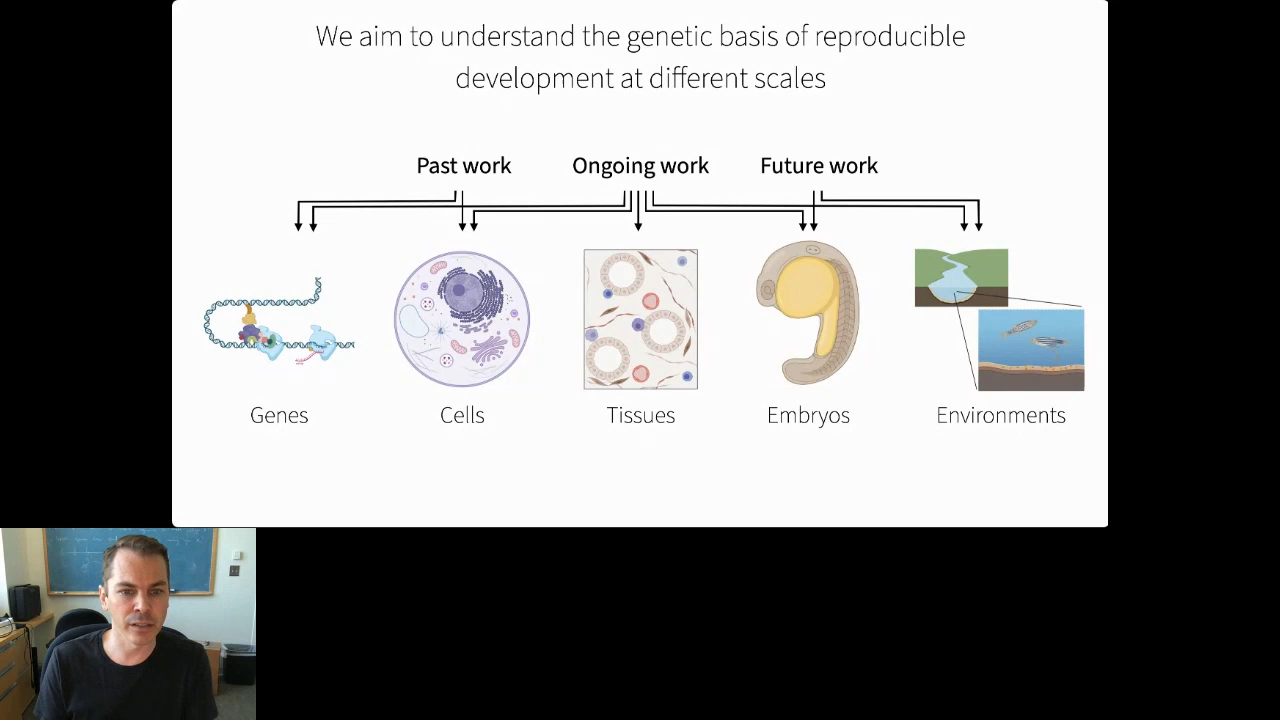 We aim to understand the genetic basis of reproducible
development at different scales
Past work
Ongoing work
Future work
Genes
Cells
Tissues
Embryos
Environments